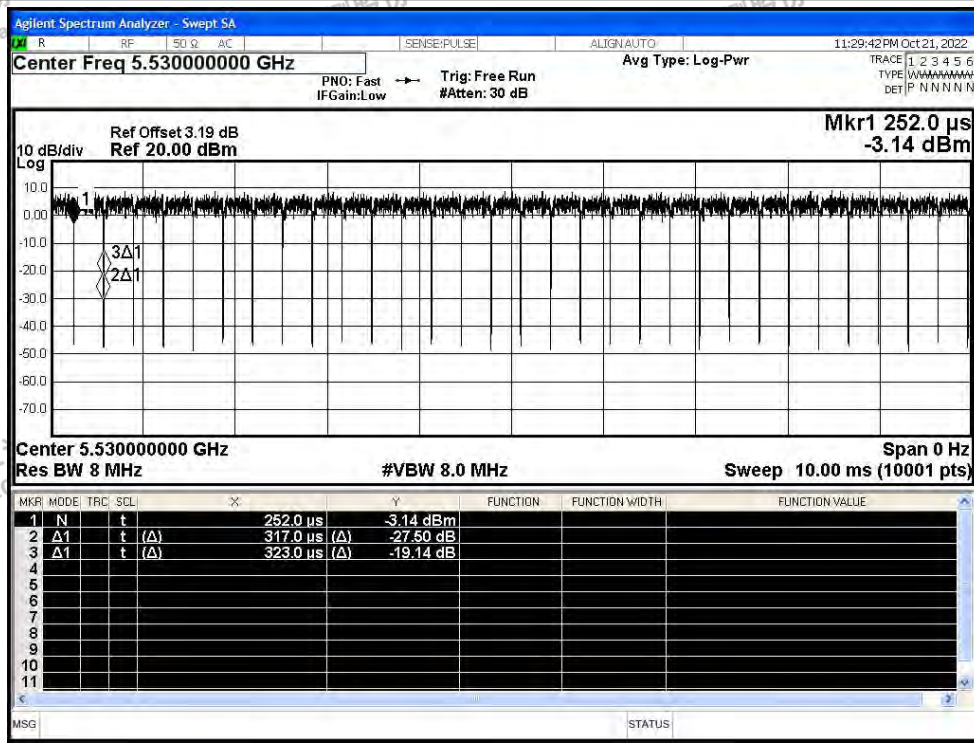 Agilent Spectrum Analyzer - Swept SA
LXI R RF 50 Ω AC SENSE:PULSE ALIGNAUTO 11:29:42 PM Oct 21, 2022
Center Freq 5.530000000 GHz Avg Type: Log-Pwr TRACE 1 2 3 4 5 6
PNO: Fast Trig: Free Run TYPE WWWWWW
IFGain:Low #Atten: 30 dB DET P N N N N N
Mkr1 252.0 µs
-3.14 dBm
Ref Offset 3.19 dB
10 dB/div Ref 20.00 dBm
Log
10.0
1
0.00
-10.0
3Δ1
-20.0
2Δ1
-30.0
-40.0
-50.0
-60.0
-70.0
Center 5.530000000 GHz Span 0 Hz
Res BW 8 MHz #VBW 8.0 MHz Sweep 10.00 ms (10001 pts)
MKR MODE TRC SCL X Y FUNCTION FUNCTION WIDTH FUNCTION VALUE
1 N t 252.0 µs -3.14 dBm
2 Δ1 t (Δ) 317.0 µs (Δ) -27.50 dB
3 Δ1 t (Δ) 323.0 µs (Δ) -19.14 dB
4
5
6
7
8
9
10
11
MSG STATUS